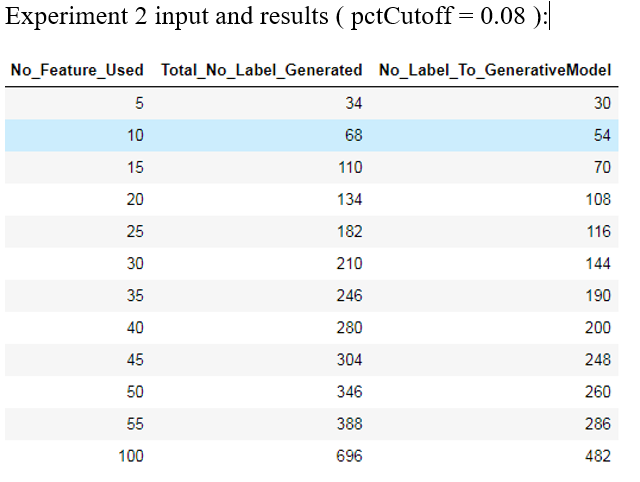 Experiment 2 input and results ( pctCutoff = 0.08 ):
No_Feature_Used Total_No_Label_Generated No_Label_To_GenerativeModel
5 34 30
10 68 54
15 110 70
20 134 108
25 182 116
30 210 144
35 246 190
40 280 200
45 304 248
50 346 260
55 388 286
100 696 482